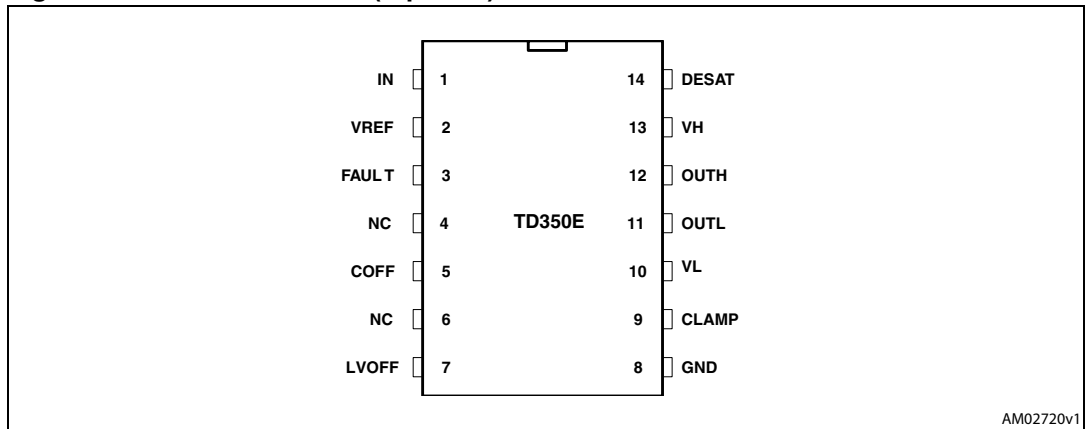 IN 1 14 DESAT
VREF 2 13 VH
FAULT 3 12 OUTH
NC 4 TD350E 11 OUTL
COFF 5 10 VL
NC 6 9 CLAMP
LVOFF 7 8 GND
AM02720v1